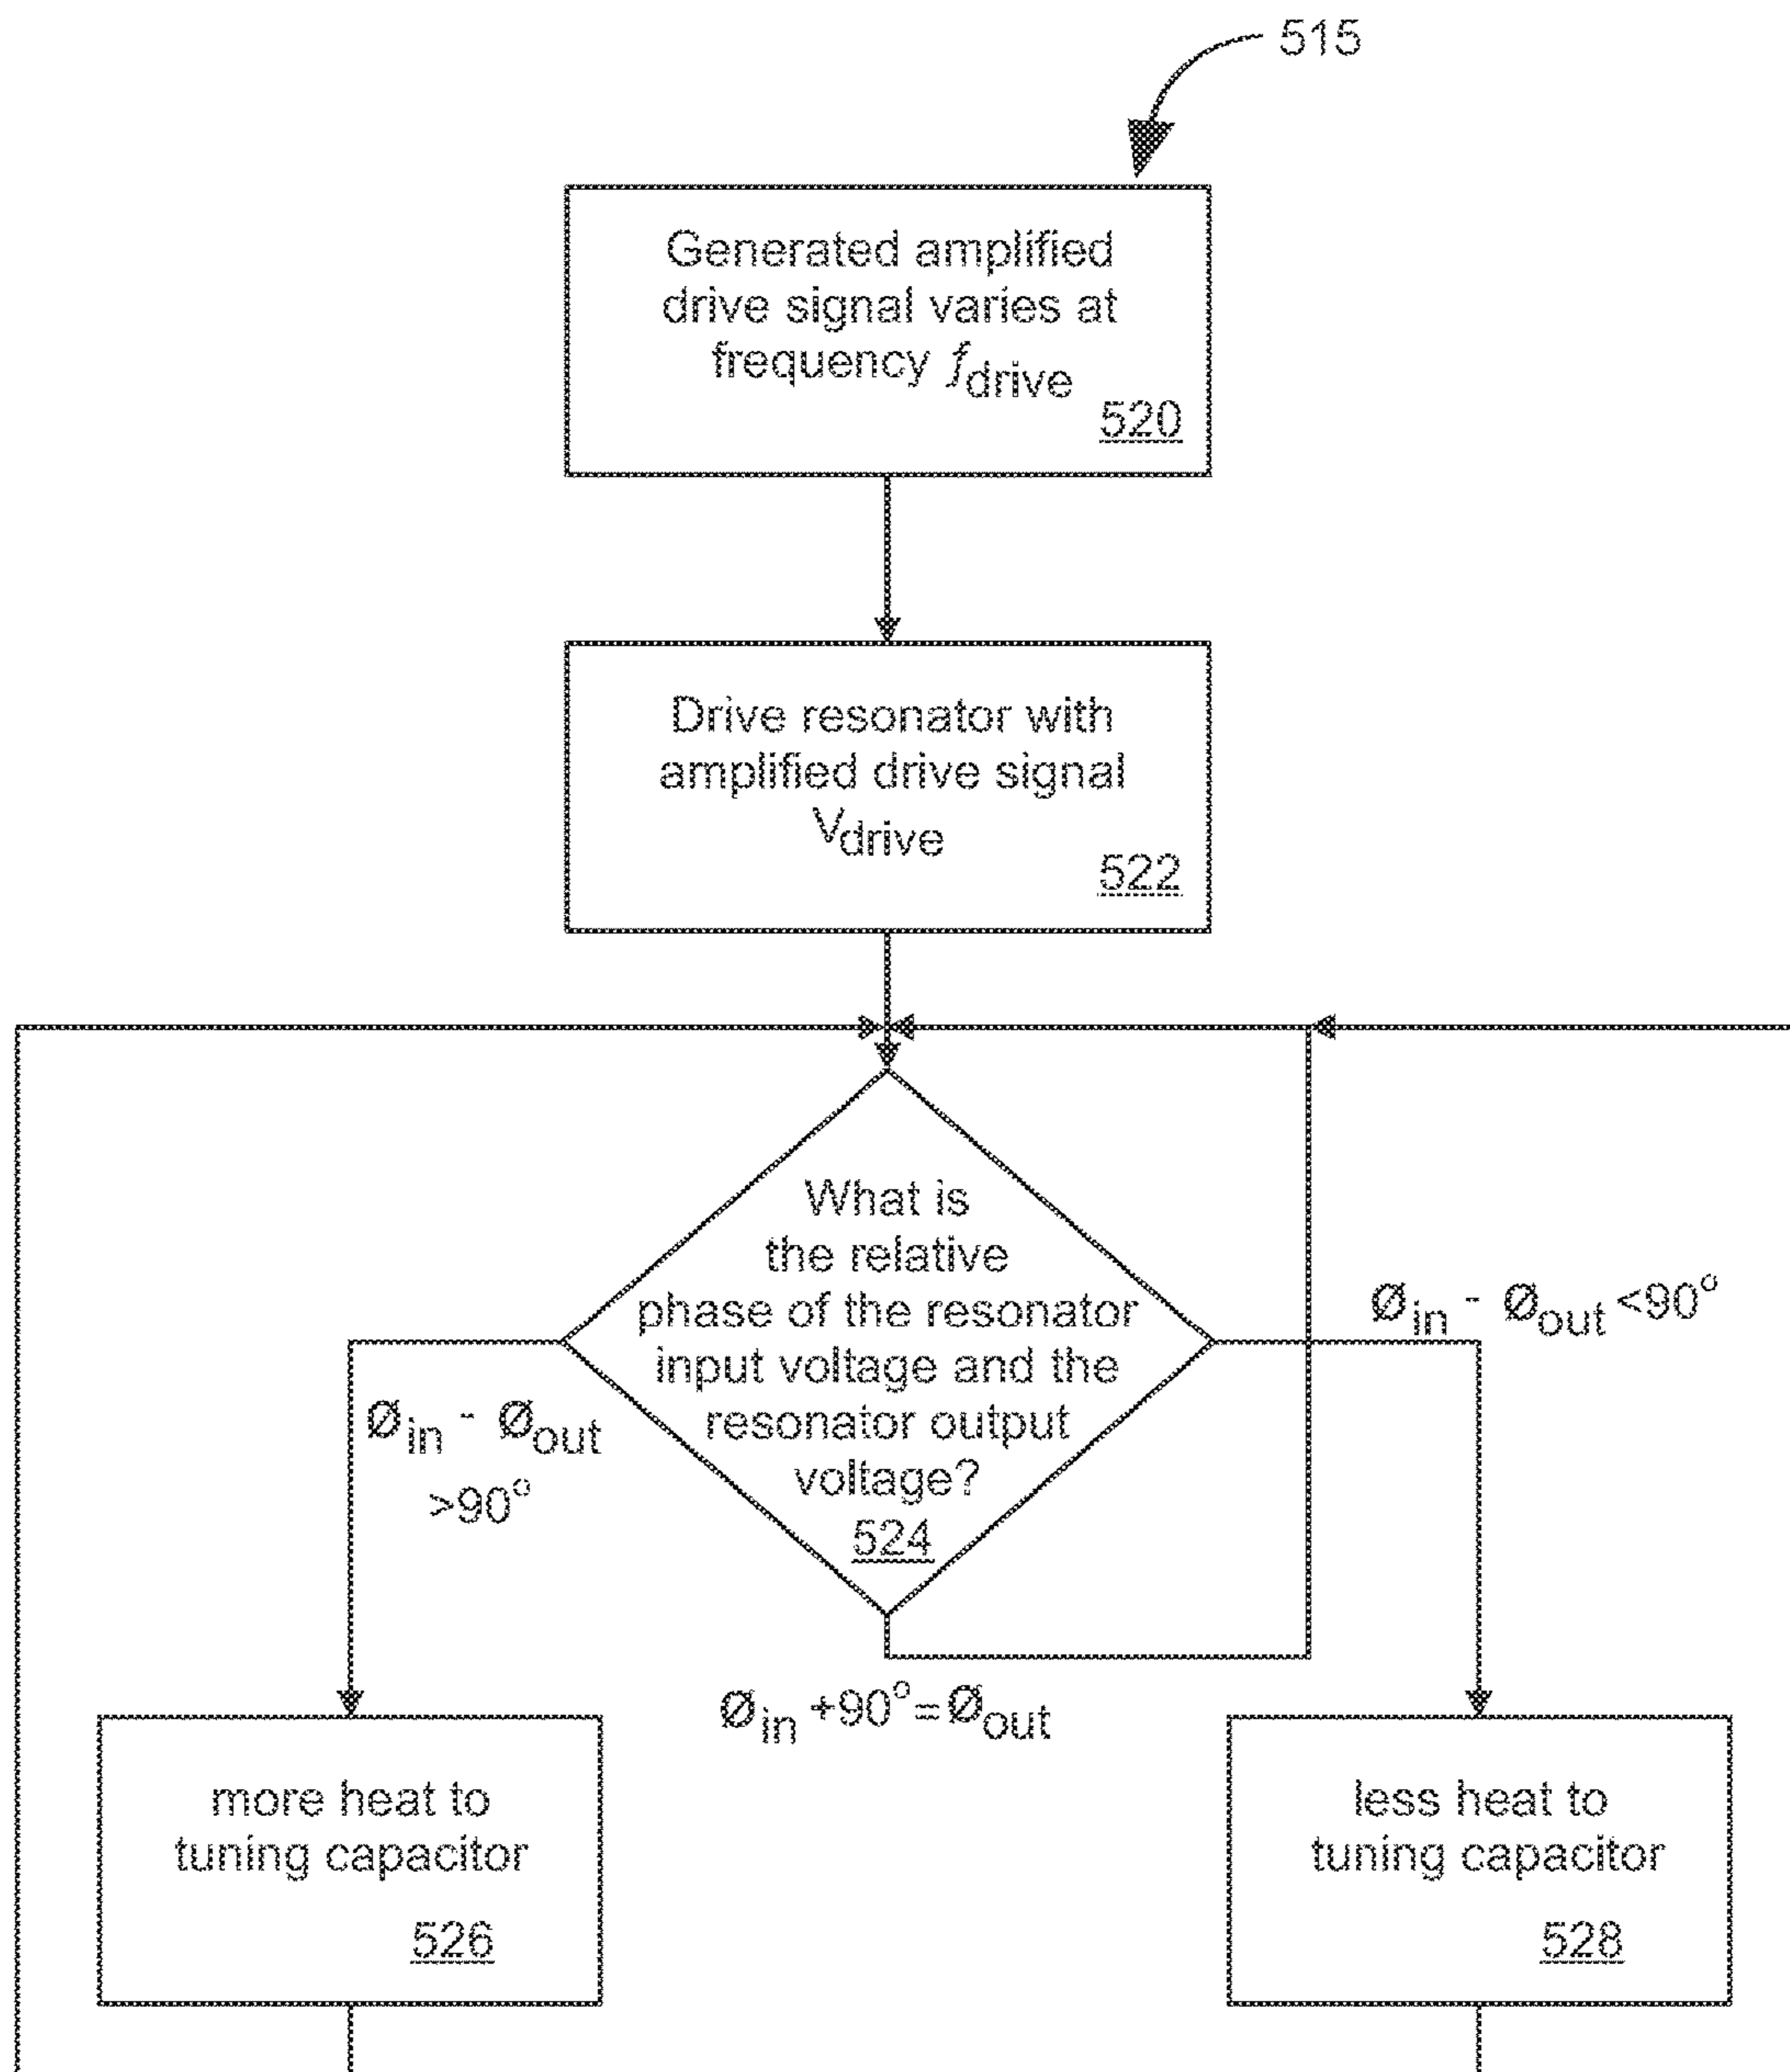 515
Generated amplified
drive signal varies at
frequency fdrive
520
Drive resonator with
amplified drive signal
Vdrive
522
What is
the relative
phase of the resonator
input voltage and the
resonator output
voltage?
524
Øin - Øout <90°
Øin - Øout
>90°
Øin +90°=Øout
more heat to
tuning capacitor
526
less heat to
tuning capacitor
528